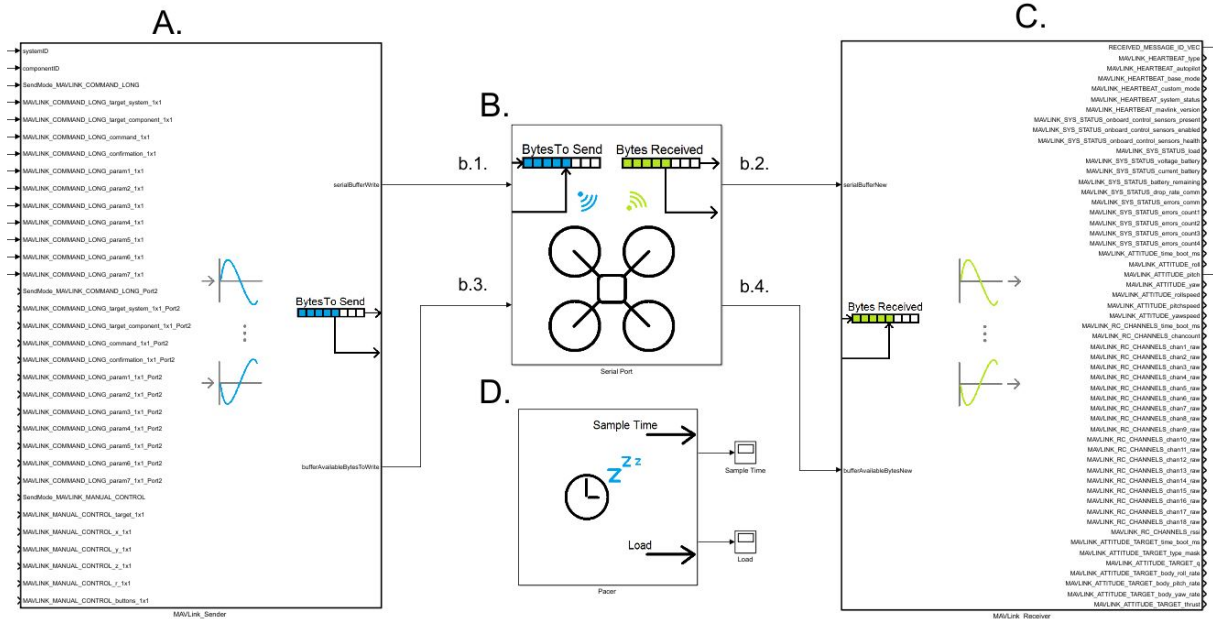 A.
systemID
componentID
SendMode_MAVLINK_COMMAND_LONG
MAVLINK_COMMAND_LONG_target_system_1x1
MAVLINK_COMMAND_LONG_target_component_1x1
MAVLINK_COMMAND_LONG_command_1x1
MAVLINK_COMMAND_LONG_confirmation_1x1
MAVLINK_COMMAND_LONG_param1_1x1
MAVLINK_COMMAND_LONG_param2_1x1
MAVLINK_COMMAND_LONG_param3_1x1
MAVLINK_COMMAND_LONG_param4_1x1
MAVLINK_COMMAND_LONG_param5_1x1
MAVLINK_COMMAND_LONG_param6_1x1
MAVLINK_COMMAND_LONG_param7_1x1
SendMode_MAVLINK_COMMAND_LONG_Port2
MAVLINK_COMMAND_LONG_target_system_1x1_Port2
MAVLINK_COMMAND_LONG_target_component_1x1_Port2
MAVLINK_COMMAND_LONG_command_1x1_Port2
MAVLINK_COMMAND_LONG_confirmation_1x1_Port2
MAVLINK_COMMAND_LONG_param1_1x1_Port2
MAVLINK_COMMAND_LONG_param2_1x1_Port2
MAVLINK_COMMAND_LONG_param3_1x1_Port2
MAVLINK_COMMAND_LONG_param4_1x1_Port2
MAVLINK_COMMAND_LONG_param5_1x1_Port2
MAVLINK_COMMAND_LONG_param6_1x1_Port2
MAVLINK_COMMAND_LONG_param7_1x1_Port2
SendMode_MAVLINK_MANUAL_CONTROL
MAVLINK_MANUAL_CONTROL_target_1x1
MAVLINK_MANUAL_CONTROL_x_1x1
MAVLINK_MANUAL_CONTROL_y_1x1
MAVLINK_MANUAL_CONTROL_z_1x1
MAVLINK_MANUAL_CONTROL_r_1x1
MAVLINK_MANUAL_CONTROL_buttons_1x1
serialBufferWrite
BytesTo Send
bufferAvailableBytesToWrite
MAVLink_Sender
B.
b.1.
b.3.
BytesTo Send
Bytes Received
Serial Port
b.2.
b.4.
D.
Sample Time
Zzz
Load
Pacer
Sample Time
Load
C.
serialBufferNew
Bytes Received
bufferAvailableBytesNew
RECEIVED_MESSAGE_ID_VEC
MAVLINK_HEARTBEAT_type
MAVLINK_HEARTBEAT_autopilot
MAVLINK_HEARTBEAT_base_mode
MAVLINK_HEARTBEAT_custom_mode
MAVLINK_HEARTBEAT_system_status
MAVLINK_HEARTBEAT_mavlink_version
MAVLINK_SYS_STATUS_onboard_control_sensors_present
MAVLINK_SYS_STATUS_onboard_control_sensors_enabled
MAVLINK_SYS_STATUS_onboard_control_sensors_health
MAVLINK_SYS_STATUS_load
MAVLINK_SYS_STATUS_voltage_battery
MAVLINK_SYS_STATUS_current_battery
MAVLINK_SYS_STATUS_battery_remaining
MAVLINK_SYS_STATUS_drop_rate_comm
MAVLINK_SYS_STATUS_errors_comm
MAVLINK_SYS_STATUS_errors_count1
MAVLINK_SYS_STATUS_errors_count2
MAVLINK_SYS_STATUS_errors_count3
MAVLINK_SYS_STATUS_errors_count4
MAVLINK_ATTITUDE_time_boot_ms
MAVLINK_ATTITUDE_roll
MAVLINK_ATTITUDE_pitch
MAVLINK_ATTITUDE_yaw
MAVLINK_ATTITUDE_rollspeed
MAVLINK_ATTITUDE_pitchspeed
MAVLINK_ATTITUDE_yawspeed
MAVLINK_RC_CHANNELS_time_boot_ms
MAVLINK_RC_CHANNELS_chancount
MAVLINK_RC_CHANNELS_chan1_raw
MAVLINK_RC_CHANNELS_chan2_raw
MAVLINK_RC_CHANNELS_chan3_raw
MAVLINK_RC_CHANNELS_chan4_raw
MAVLINK_RC_CHANNELS_chan5_raw
MAVLINK_RC_CHANNELS_chan6_raw
MAVLINK_RC_CHANNELS_chan7_raw
MAVLINK_RC_CHANNELS_chan8_raw
MAVLINK_RC_CHANNELS_chan9_raw
MAVLINK_RC_CHANNELS_chan10_raw
MAVLINK_RC_CHANNELS_chan11_raw
MAVLINK_RC_CHANNELS_chan12_raw
MAVLINK_RC_CHANNELS_chan13_raw
MAVLINK_RC_CHANNELS_chan14_raw
MAVLINK_RC_CHANNELS_chan15_raw
MAVLINK_RC_CHANNELS_chan16_raw
MAVLINK_RC_CHANNELS_chan17_raw
MAVLINK_RC_CHANNELS_chan18_raw
MAVLINK_RC_CHANNELS_rssi
MAVLINK_ATTITUDE_TARGET_time_boot_ms
MAVLINK_ATTITUDE_TARGET_type_mask
MAVLINK_ATTITUDE_TARGET_q
MAVLINK_ATTITUDE_TARGET_body_roll_rate
MAVLINK_ATTITUDE_TARGET_body_pitch_rate
MAVLINK_ATTITUDE_TARGET_body_yaw_rate
MAVLINK_ATTITUDE_TARGET_thrust
MAVLink_Receiver